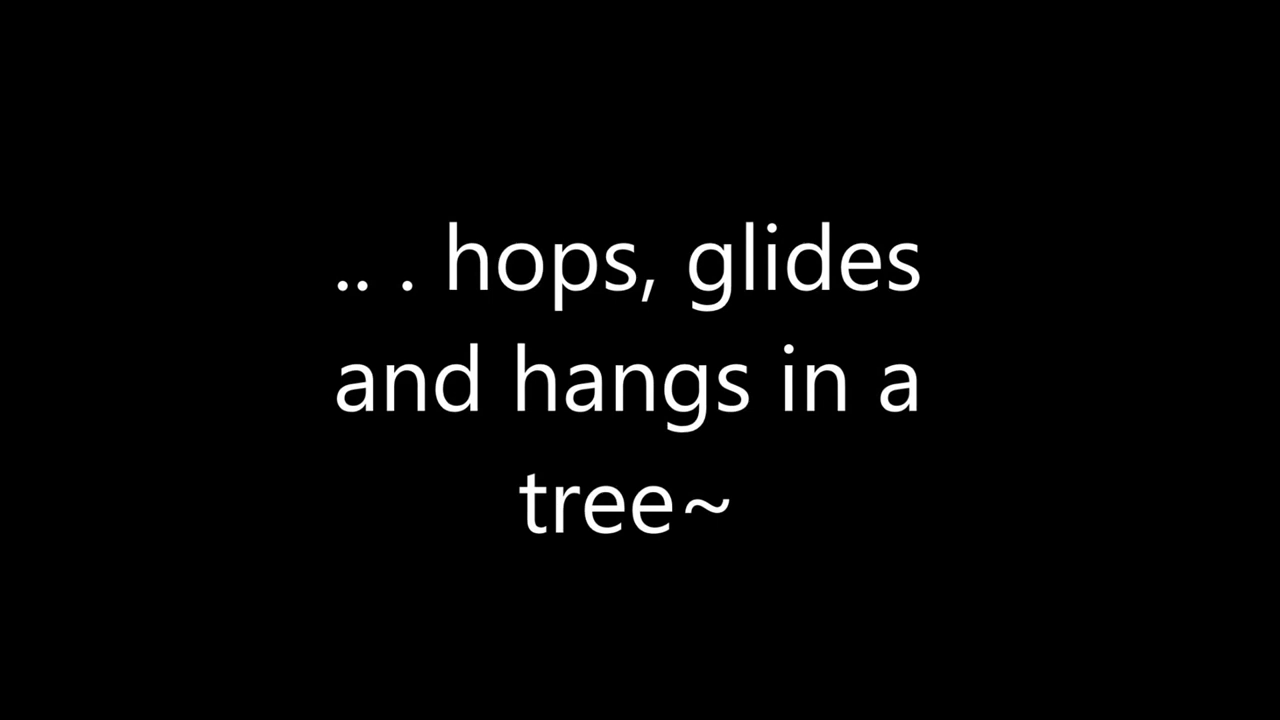 .. . hops, glides
and hangs in a
tree~